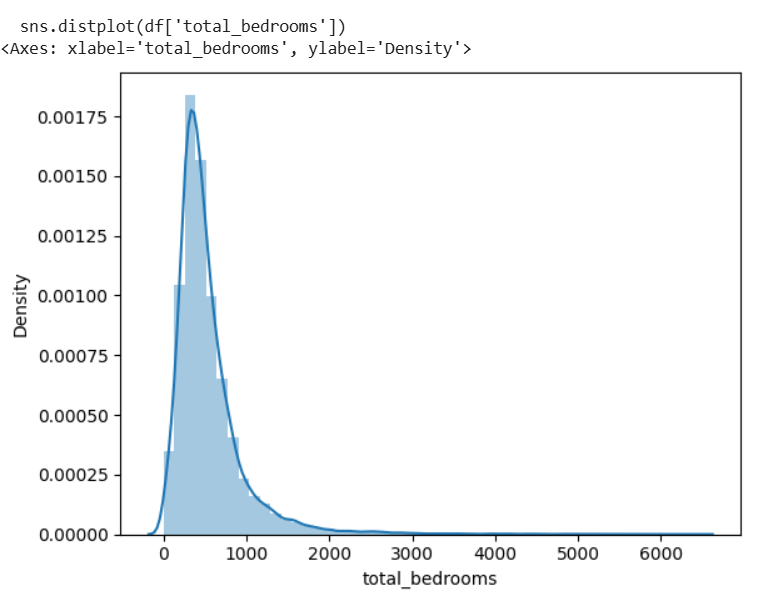 sns.distplot(df['total_bedrooms'])
<Axes: xlabel='total_bedrooms', ylabel='Density'>
0.00175
0.00150
0.00125
0.00100
0.00075
0.00050
0.00025
0.00000
Density
0 1000 2000 3000 4000 5000 6000
total_bedrooms